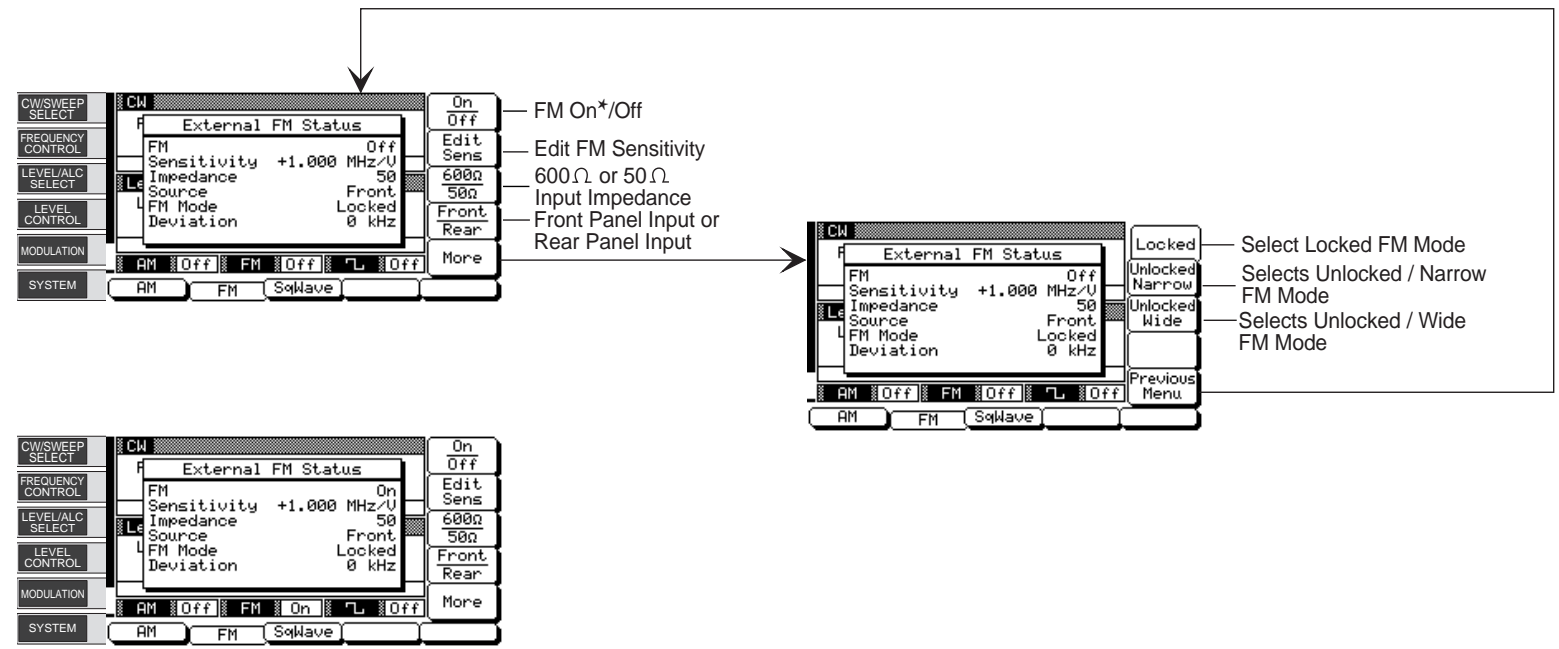 CW/SWEEP
SELECT
FREQUENCY
CONTROL
LEVEL/ALC
SELECT
LEVEL
CONTROL
MODULATION
SYSTEM
CW
External FM Status
FM Off
Sensitivity +1.000 MHz/V
Impedance 50
Source Front
FM Mode Locked
Deviation 0 kHz
Le
AM Off FM Off Off
AM FM SqWave
On
Off
Edit
Sens
600Ω
50Ω
Front
Rear
More
FM On*/Off
Edit FM Sensitivity
600Ω or 50Ω
Input Impedance
Front Panel Input or
Rear Panel Input
CW
External FM Status
FM Off
Sensitivity +1.000 MHz/V
Impedance 50
Source Front
FM Mode Locked
Deviation 0 kHz
Le
AM Off FM Off Off
AM FM SqWave
Locked
Unlocked
Narrow
Unlocked
Wide
Previous
Menu
Select Locked FM Mode
Selects Unlocked / Narrow
FM Mode
Selects Unlocked / Wide
FM Mode
CW/SWEEP
SELECT
FREQUENCY
CONTROL
LEVEL/ALC
SELECT
LEVEL
CONTROL
MODULATION
SYSTEM
CW
External FM Status
FM On
Sensitivity +1.000 MHz/V
Impedance 50
Source Front
FM Mode Locked
Deviation 0 kHz
Le
AM Off FM On Off
AM FM SqWave
On
Off
Edit
Sens
600Ω
50Ω
Front
Rear
More